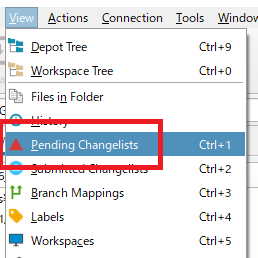 View Actions Connection Tools Window
Depot Tree Ctrl+9
Workspace Tree Ctrl+0
Files in Folder
History
Pending Changelists Ctrl+1
Submitted Changelists Ctrl+2
Branch Mappings Ctrl+3
Labels Ctrl+4
Workspaces Ctrl+5